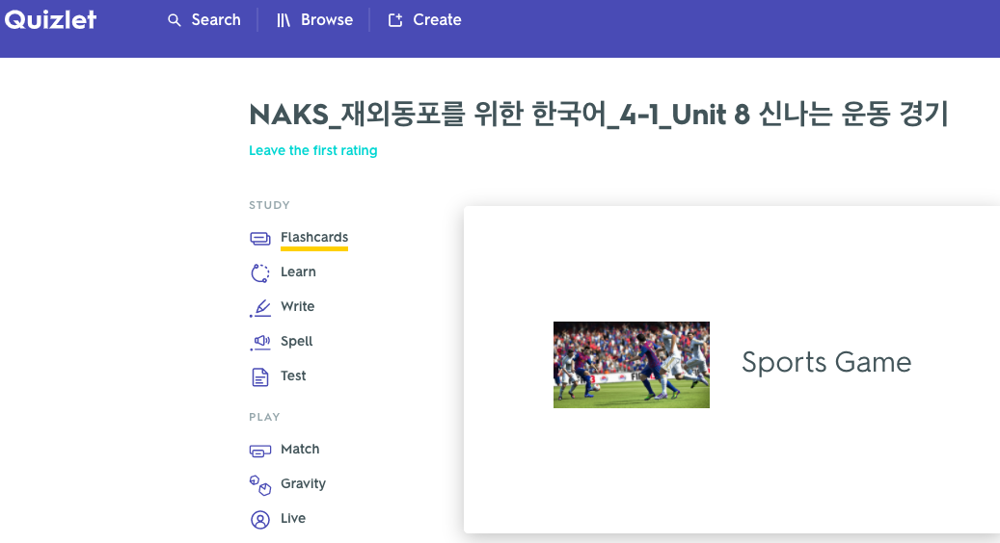 Quizlet
Search
Browse
Create
NAKS_재외동포를 위한 한국어_4-1_Unit 8 신나는 운동 경기
Leave the first rating
STUDY
Flashcards
Learn
Write
Spell
Test
PLAY
Match
Gravity
Live
Sports Game